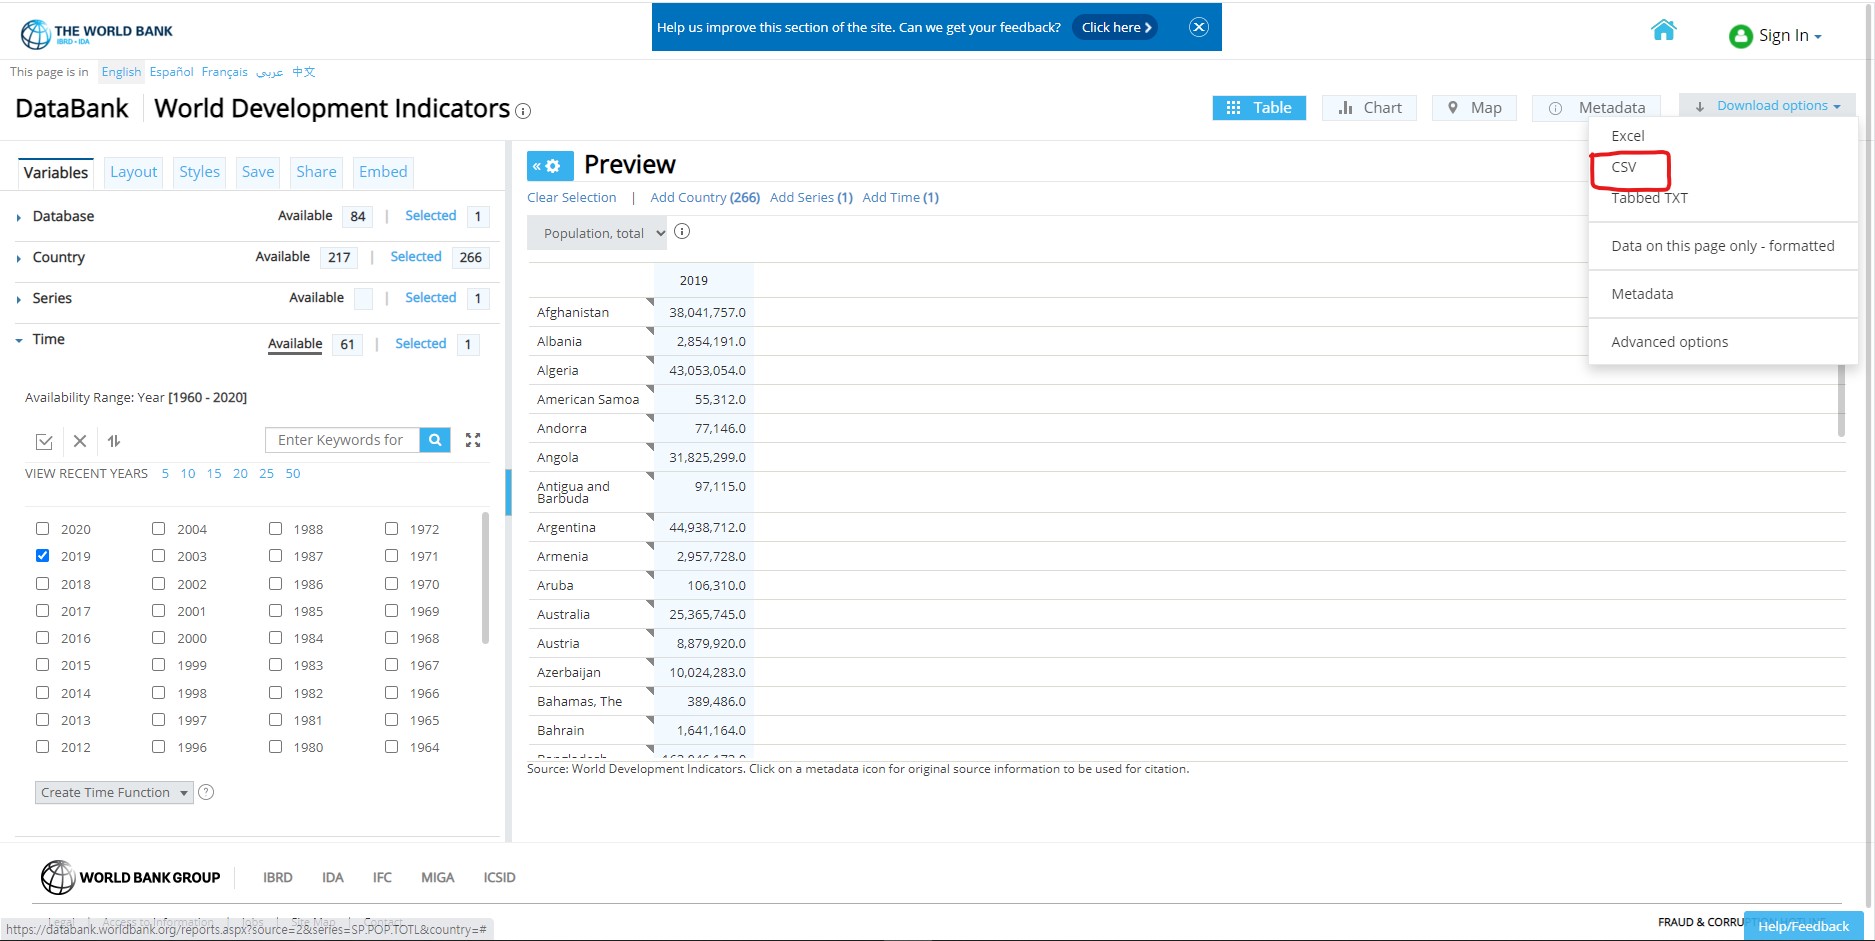 THE WORLD BANK
IBRD • IDA
Help us improve this section of the site. Can we get your feedback? Click here
Sign In
This page is in English Español Français عربي 中文
DataBank World Development Indicators
Table Chart Map Metadata Download options
Excel
CSV
Tabbed TXT
Data on this page only - formatted
Metadata
Advanced options
Variables Layout Styles Save Share Embed
Database Available 84 | Selected 1
Country Available 217 | Selected 266
Series Available | Selected 1
Time Available 61 | Selected 1
Availability Range: Year [1960 - 2020]
Enter Keywords for
VIEW RECENT YEARS 5 10 15 20 25 50
2020 2004 1988 1972
2019 2003 1987 1971
2018 2002 1986 1970
2017 2001 1985 1969
2016 2000 1984 1968
2015 1999 1983 1967
2014 1998 1982 1966
2013 1997 1981 1965
2012 1996 1980 1964
Create Time Function ?
« Preview
Clear Selection | Add Country (266) Add Series (1) Add Time (1)
Population, total
2019
Afghanistan 38,041,757.0
Albania 2,854,191.0
Algeria 43,053,054.0
American Samoa 55,312.0
Andorra 77,146.0
Angola 31,825,299.0
Antigua and Barbuda 97,115.0
Argentina 44,938,712.0
Armenia 2,957,728.0
Aruba 106,310.0
Australia 25,365,745.0
Austria 8,879,920.0
Azerbaijan 10,024,283.0
Bahamas, The 389,486.0
Bahrain 1,641,164.0
Source: World Development Indicators. Click on a metadata icon for original source information to be used for citation.
WORLD BANK GROUP IBRD IDA IFC MIGA ICSID
Legal | Access to Information | Jobs | Site Map | Contact
FRAUD & CORRUPTION HOTLINE
https://databank.worldbank.org/reports.aspx?source=2&series=SP.POP.TOTL&country=#
Help/Feedback